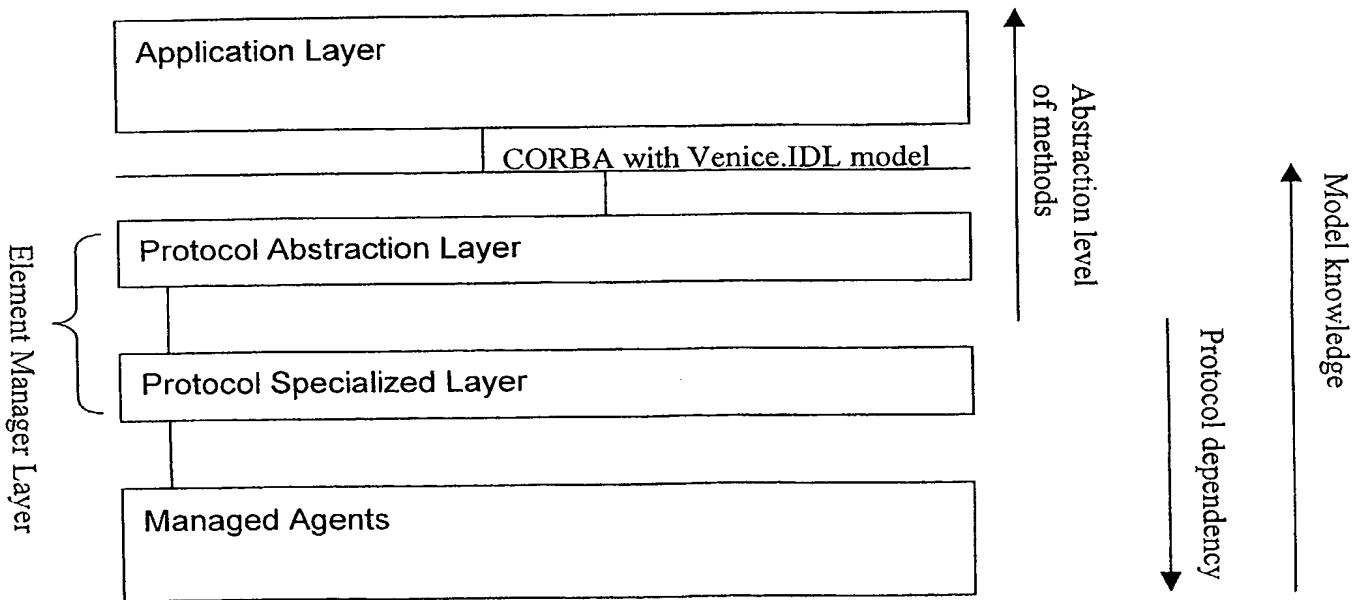 Application Layer
CORBA with Venice.IDL model
Protocol Abstraction Layer
Protocol Specialized Layer
Managed Agents
Element Manager Layer
Abstraction level
of methods
Protocol dependency
Model knowledge